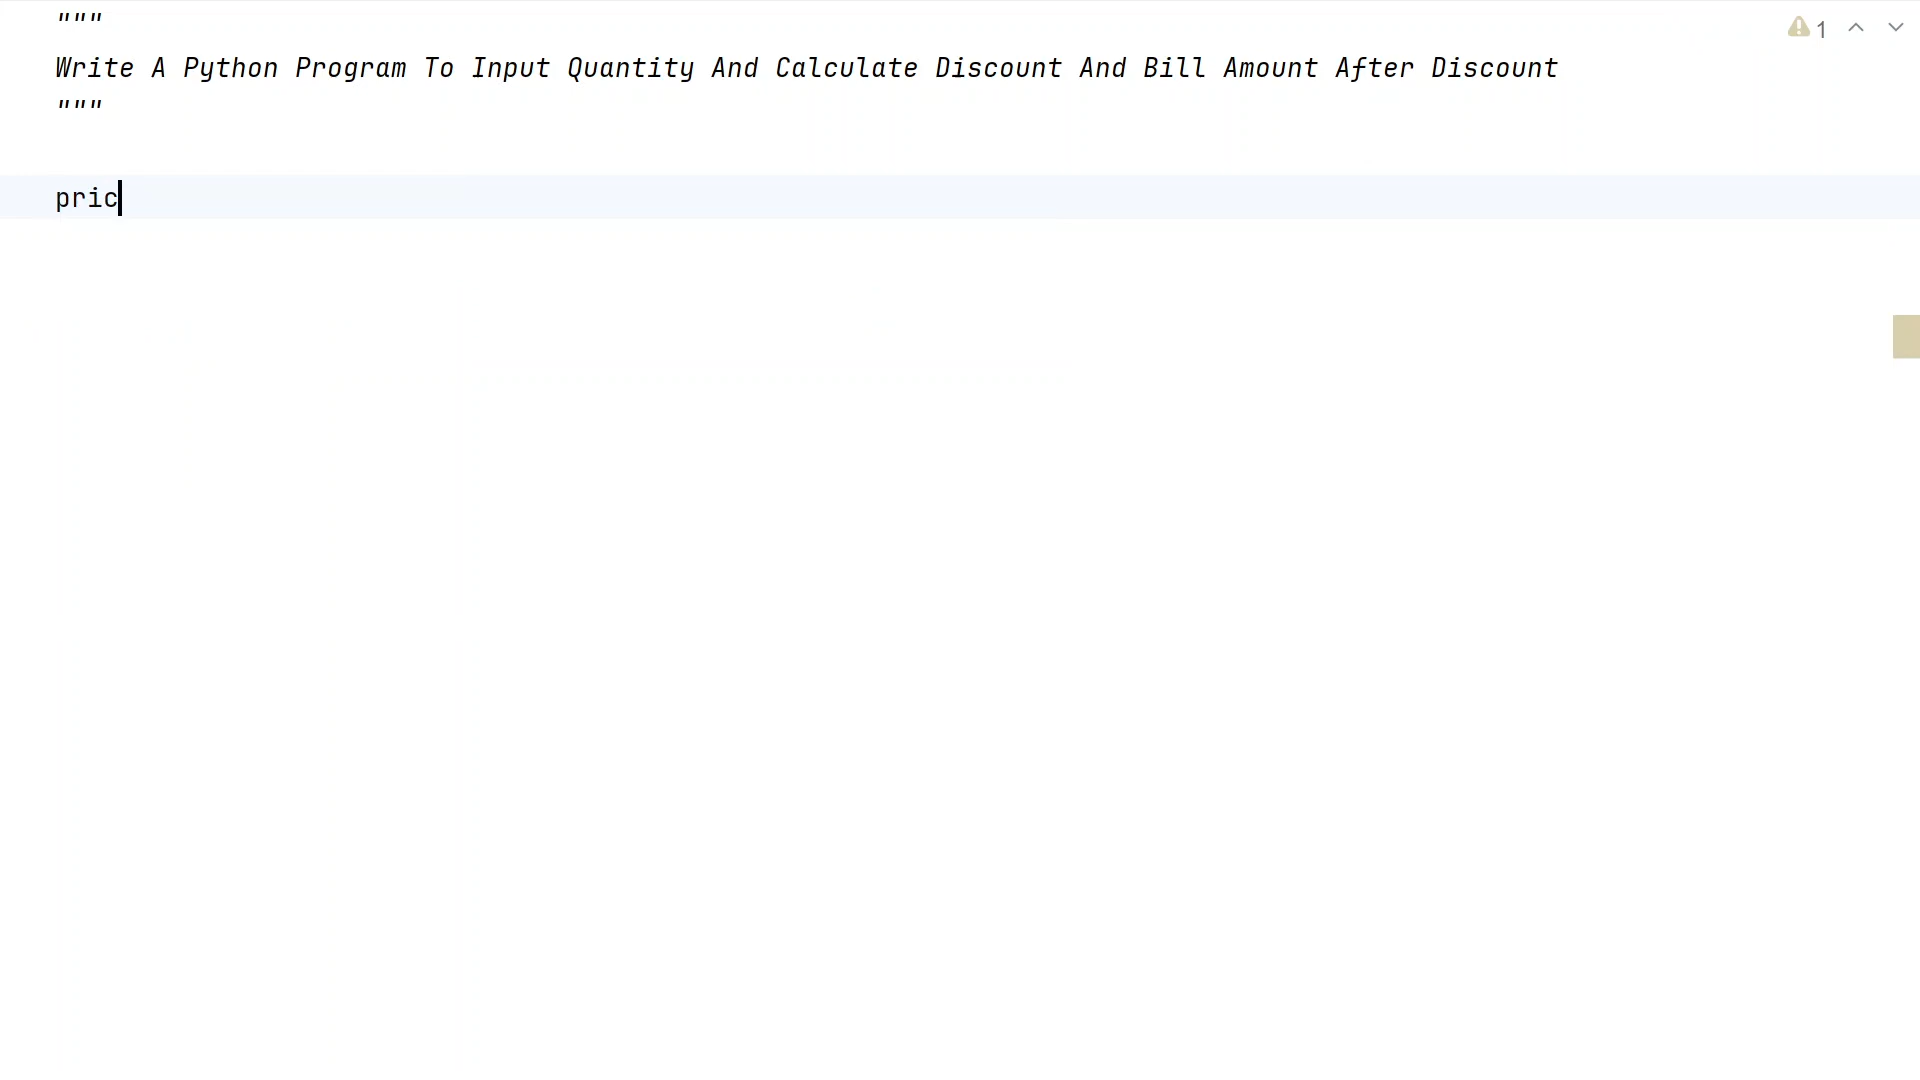 """
1
Write A Python Program To Input Quantity And Calculate Discount And Bill Amount After Discount
"""
pric